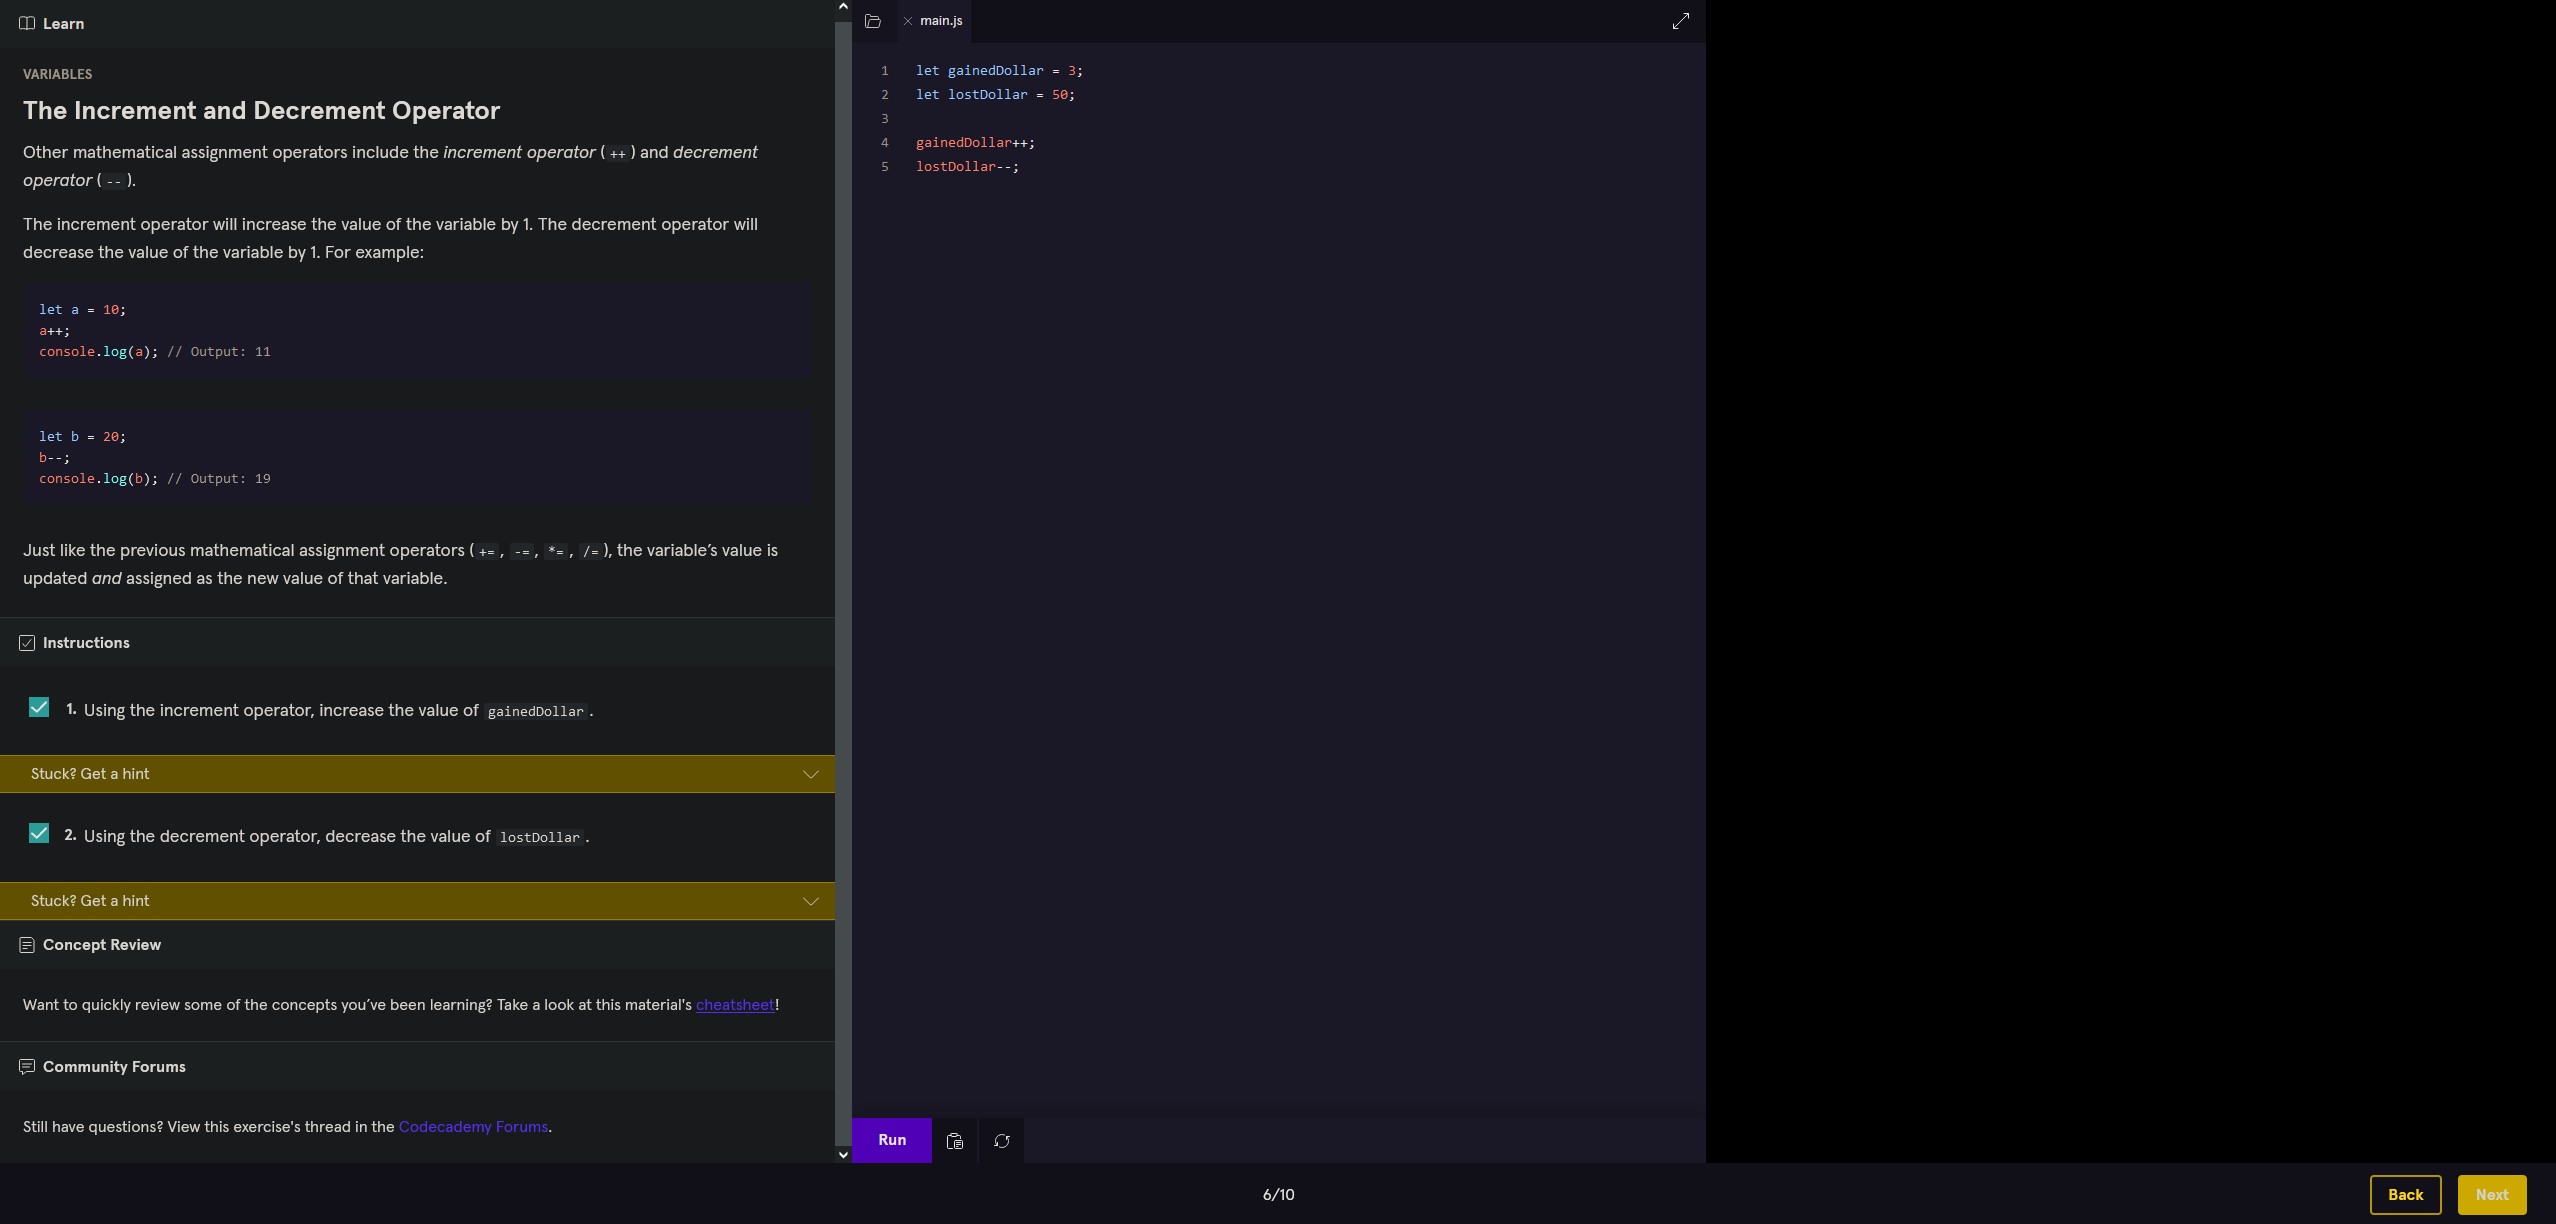 Learn
VARIABLES
The Increment and Decrement Operator
Other mathematical assignment operators include the increment operator ( ++ ) and decrement
operator ( -- ).
The increment operator will increase the value of the variable by 1. The decrement operator will
decrease the value of the variable by 1. For example:
let a = 10;
a++;
console.log(a); // Output: 11
let b = 20;
b--;
console.log(b); // Output: 19
Just like the previous mathematical assignment operators ( += , -= , *= , /= ), the variable’s value is
updated and assigned as the new value of that variable.
Instructions
1. Using the increment operator, increase the value of gainedDollar .
Stuck? Get a hint
2. Using the decrement operator, decrease the value of lostDollar .
Stuck? Get a hint
Concept Review
Want to quickly review some of the concepts you’ve been learning? Take a look at this material's cheatsheet!
Community Forums
Still have questions? View this exercise's thread in the Codecademy Forums.
main.js
1 let gainedDollar = 3;
2 let lostDollar = 50;
3
4 gainedDollar++;
5 lostDollar--;
Run
6/10
Back
Next